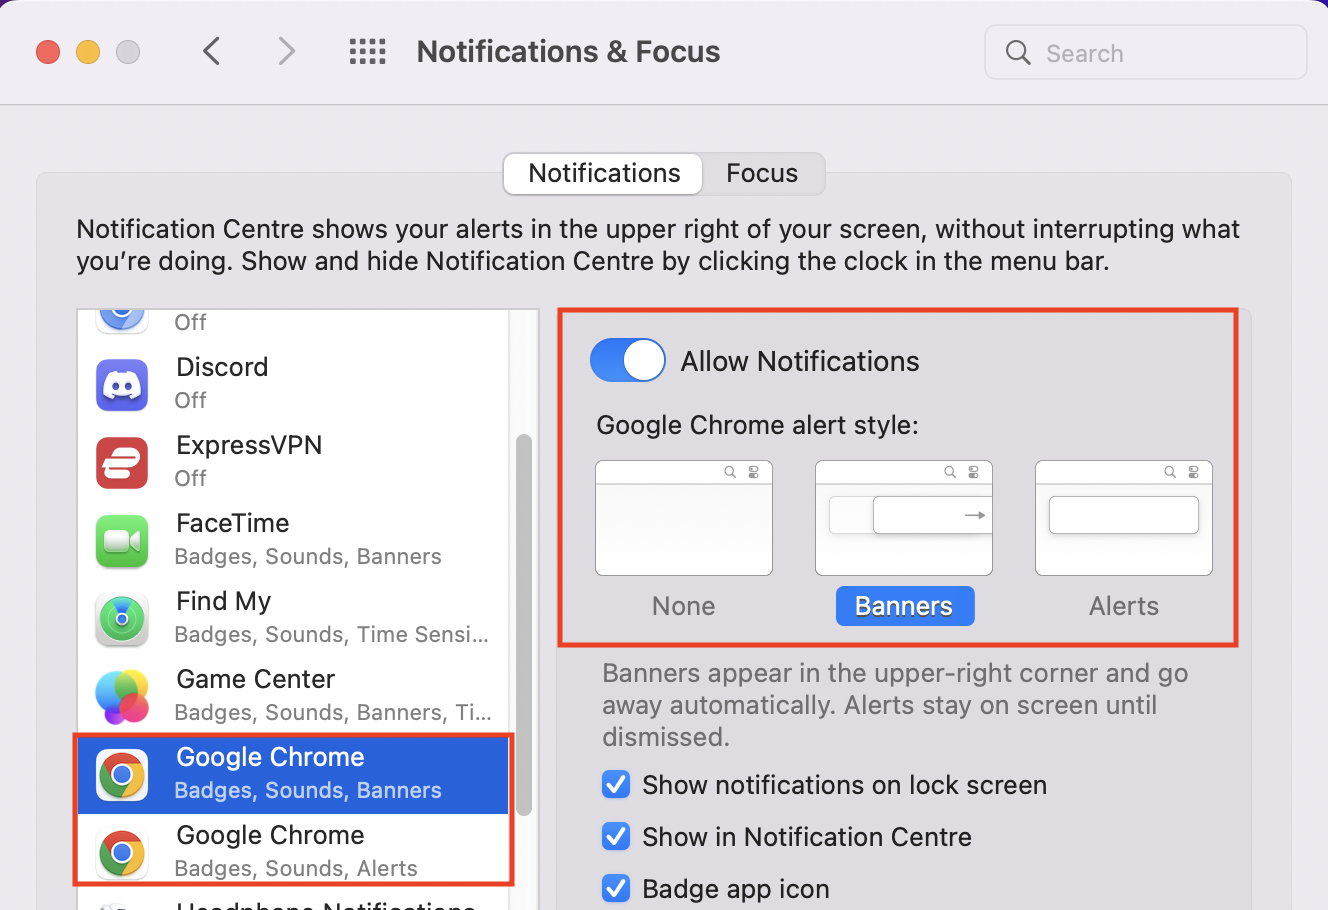 Notifications & Focus
Search
Notifications
Focus
Notification Centre shows your alerts in the upper right of your screen, without interrupting what
you’re doing. Show and hide Notification Centre by clicking the clock in the menu bar.
Off
Discord
Off
ExpressVPN
Off
FaceTime
Badges, Sounds, Banners
Find My
Badges, Sounds, Time Sensi...
Game Center
Badges, Sounds, Banners, Ti...
Google Chrome
Badges, Sounds, Banners
Google Chrome
Badges, Sounds, Alerts
Headphone Notifications
Allow Notifications
Google Chrome alert style:
None
Banners
Alerts
Banners appear in the upper-right corner and go
away automatically. Alerts stay on screen until
dismissed.
Show notifications on lock screen
Show in Notification Centre
Badge app icon